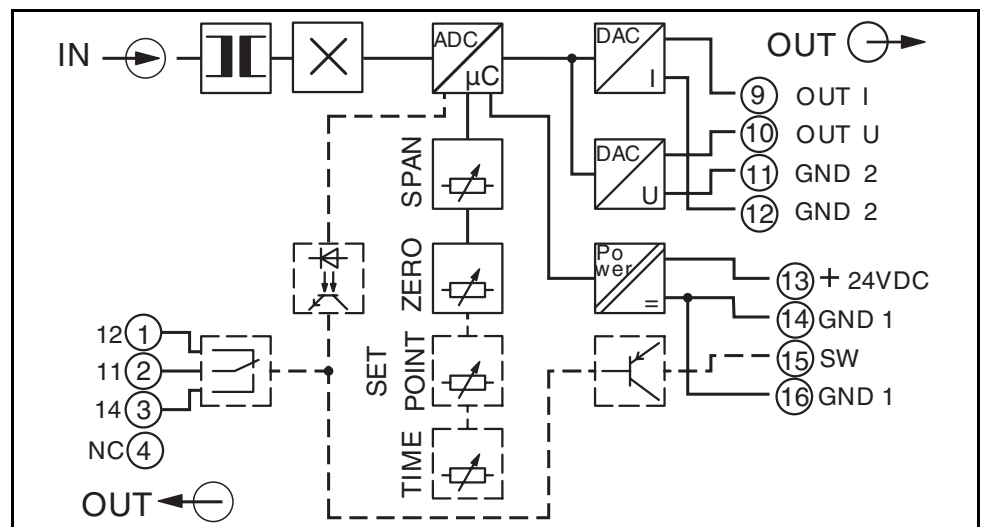 IN
ADC
µC
DAC
I
OUT
9 OUT I
10 OUT U
11 GND 2
12 GND 2
DAC
U
SPAN
ZERO
SET
POINT
TIME
Po
wer
=
13 + 24VDC
14 GND 1
15 SW
16 GND 1
12 1
11 2
14 3
NC 4
OUT